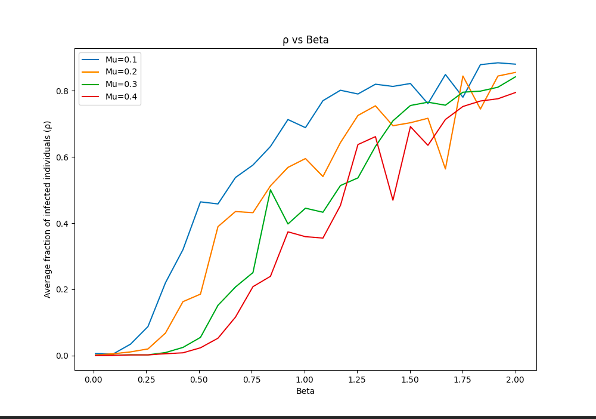 ρ vs Beta
Mu=0.1
Mu=0.2
Mu=0.3
Mu=0.4
Average fraction of infected individuals (ρ)
0.8
0.6
0.4
0.2
0.0
0.00 0.25 0.50 0.75 1.00 1.25 1.50 1.75 2.00
Beta